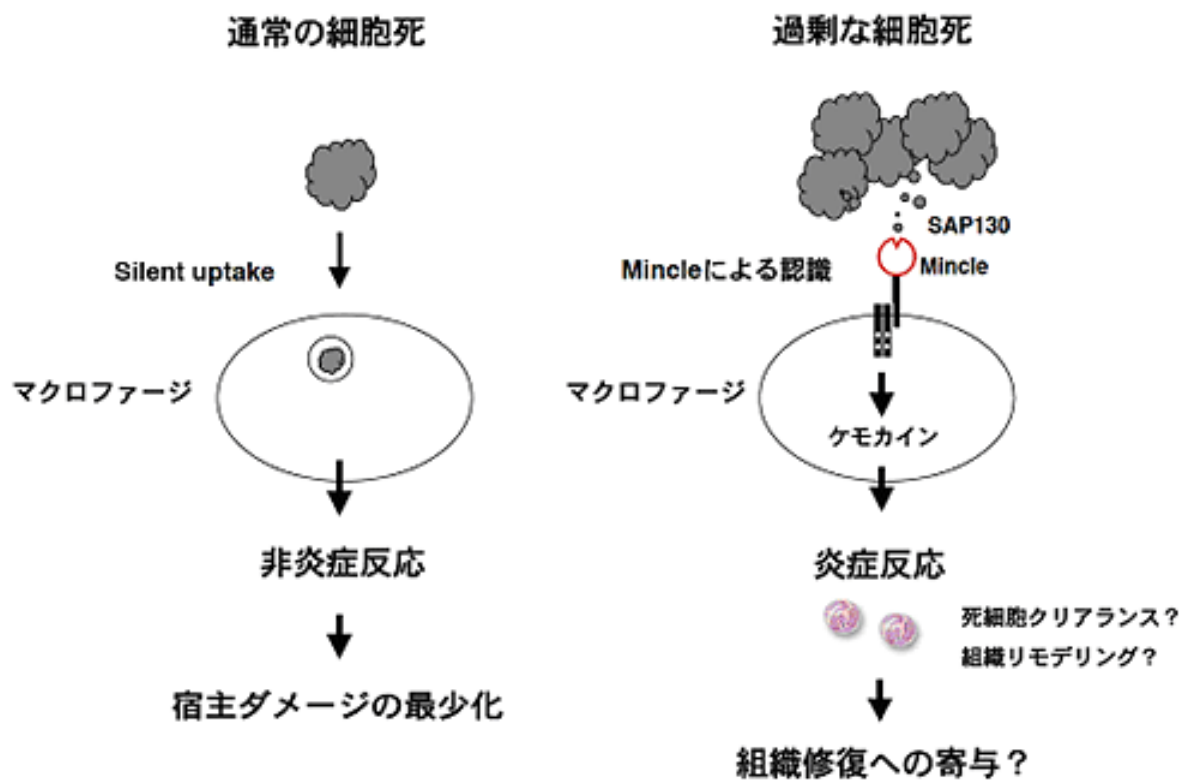 通常の細胞死
Silent uptake
マクロファージ
非炎症反応
宿主ダメージの最少化
過剰な細胞死
SAP130
Mincleによる認識
Mincle
マクロファージ
ケモカイン
炎症反応
死細胞クリアランス？
組織リモデリング？
組織修復への寄与？